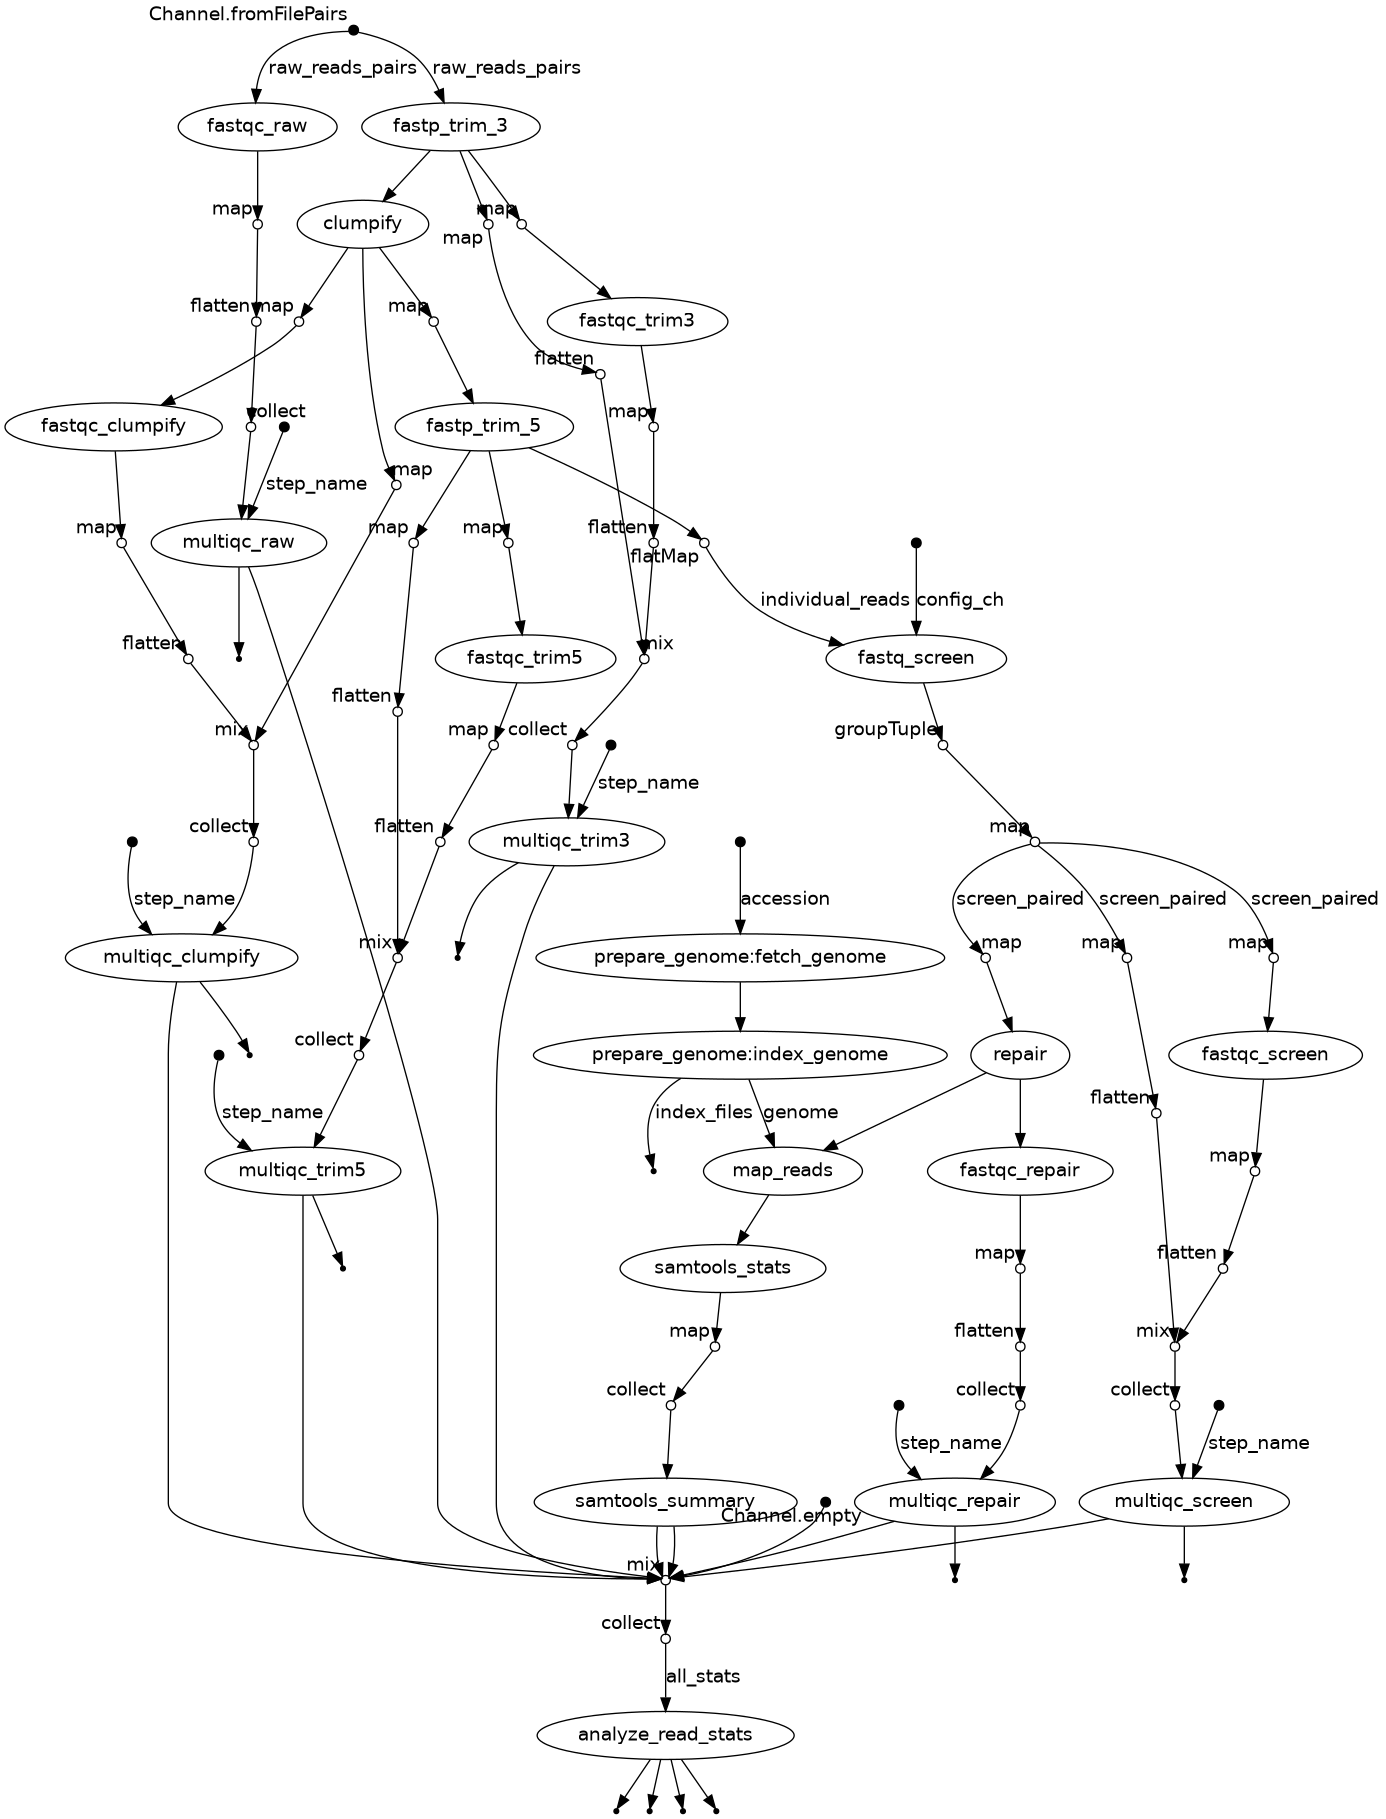 Channel.fromFilePairs
raw_reads_pairs
raw_reads_pairs
fastqc_raw
fastp_trim_3
map
clumpify
map
map
flatten
map
map
fastqc_trim3
flatten
collect
map
fastqc_clumpify
fastp_trim_5
map
step_name
map
multiqc_raw
map
map
flatten
flatMap
individual_reads
config_ch
flatten
fastqc_trim5
mix
fastq_screen
flatten
mix
map
collect
groupTuple
step_name
collect
flatten
multiqc_trim3
map
step_name
accession
screen_paired
screen_paired
screen_paired
multiqc_clumpify
mix
prepare_genome:fetch_genome
map
map
map
collect
prepare_genome:index_genome
repair
fastqc_screen
step_name
index_files
genome
flatten
multiqc_trim5
map_reads
fastqc_repair
map
samtools_stats
map
flatten
map
flatten
mix
collect
collect
collect
step_name
step_name
samtools_summary
multiqc_repair
multiqc_screen
Channel.empty
mix
collect
all_stats
analyze_read_stats